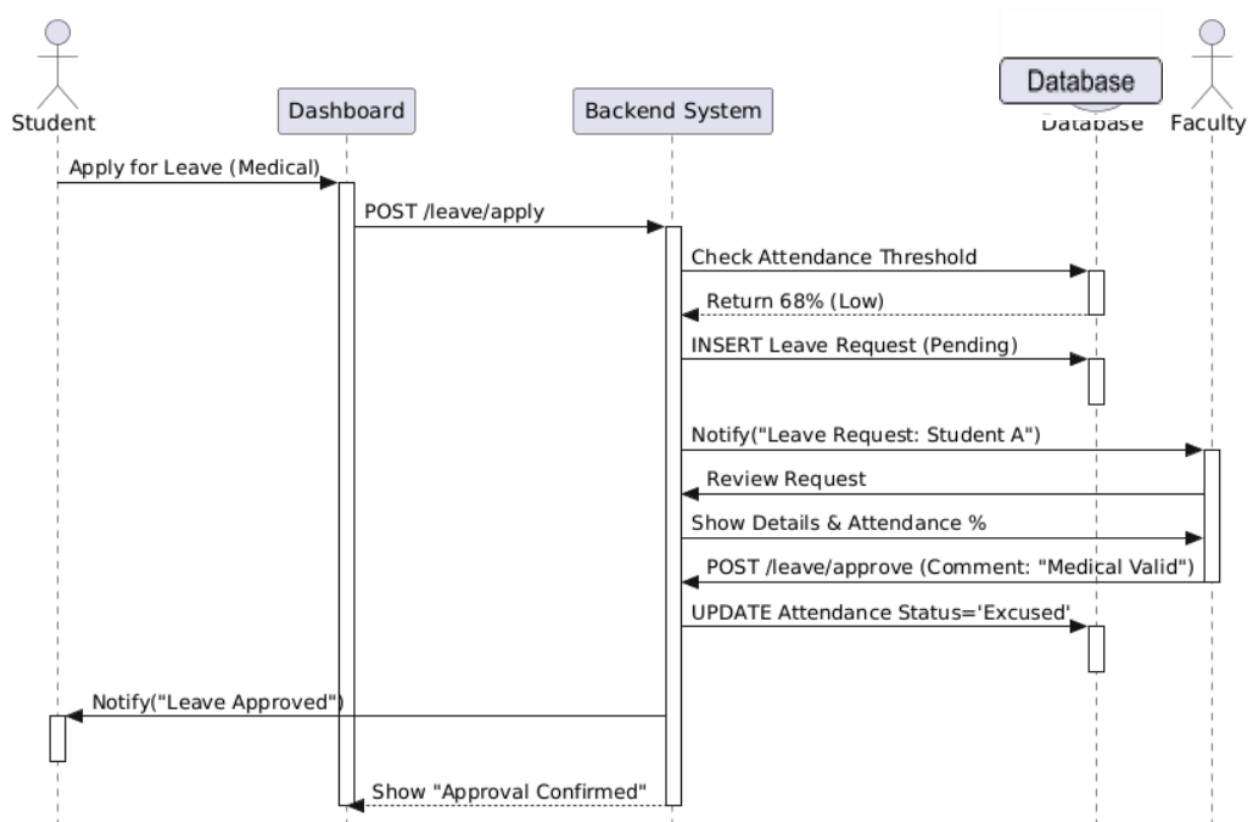 Student
Dashboard
Backend System
Database
Database
Faculty
Apply for Leave (Medical)
POST /leave/apply
Check Attendance Threshold
Return 68% (Low)
INSERT Leave Request (Pending)
Notify("Leave Request: Student A")
Review Request
Show Details & Attendance %
POST /leave/approve (Comment: "Medical Valid")
UPDATE Attendance Status='Excused'
Notify("Leave Approved")
Show "Approval Confirmed"